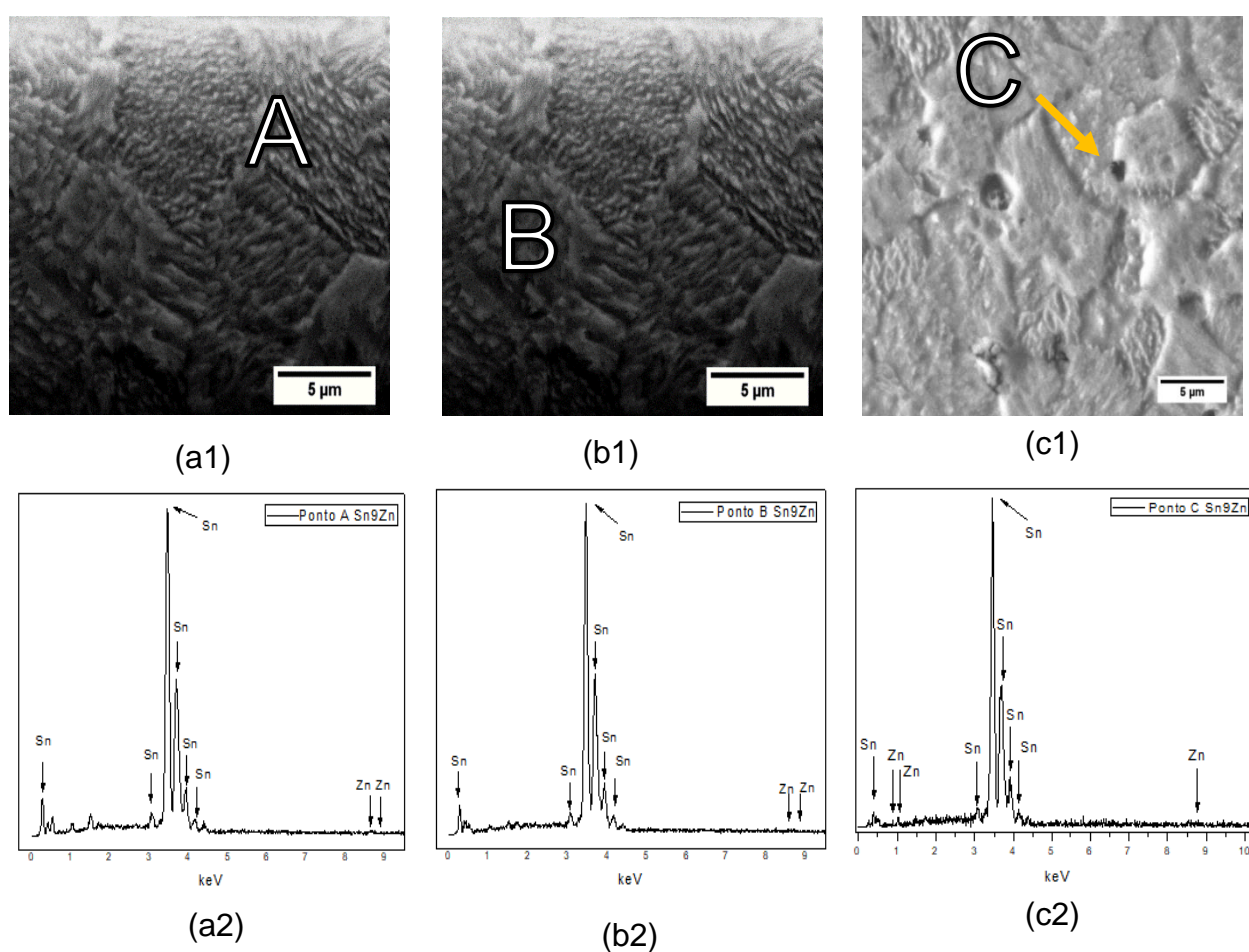 A
B
C
5 µm
5 µm
5 µm
(a1)
(b1)
(c1)
Ponto A Sn9Zn
Sn
Sn
Sn
Sn
Sn
Sn
Zn
Zn
0 1 2 3 4 5 6 7 8 9
keV
(a2)
Ponto B Sn9Zn
Sn
Sn
Sn
Sn
Sn
Sn
Zn
Zn
0 1 2 3 4 5 6 7 8 9
keV
(b2)
Ponto C Sn9Zn
Sn
Sn
Sn
Sn
Zn
Zn
Sn
Sn
Zn
0 1 2 3 4 5 6 7 8 9 10
keV
(c2)